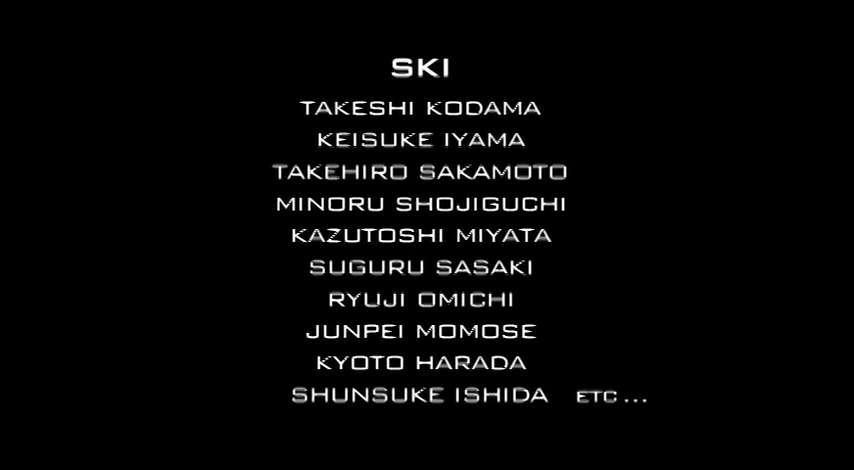 SKI
TAKESHI KODAMA
KEISUKE IYAMA
TAKEHIRO SAKAMOTO
MINORU SHOJIGUCHI
KAZUTOSHI MIYATA
SUGURU SASAKI
RYUJI OMICHI
JUNPEI MOMOSE
KYOTO HARADA
SHUNSUKE ISHIDA ETC...